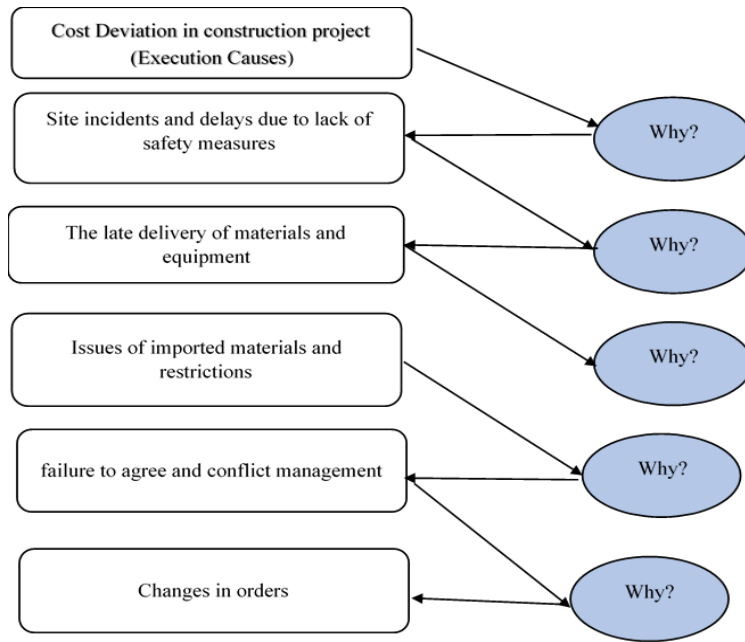 Cost Deviation in construction project
(Execution Causes)
Site incidents and delays due to lack of
safety measures
Why?
The late delivery of materials and
equipment
Why?
Issues of imported materials and
restrictions
Why?
failure to agree and conflict management
Why?
Changes in orders
Why?